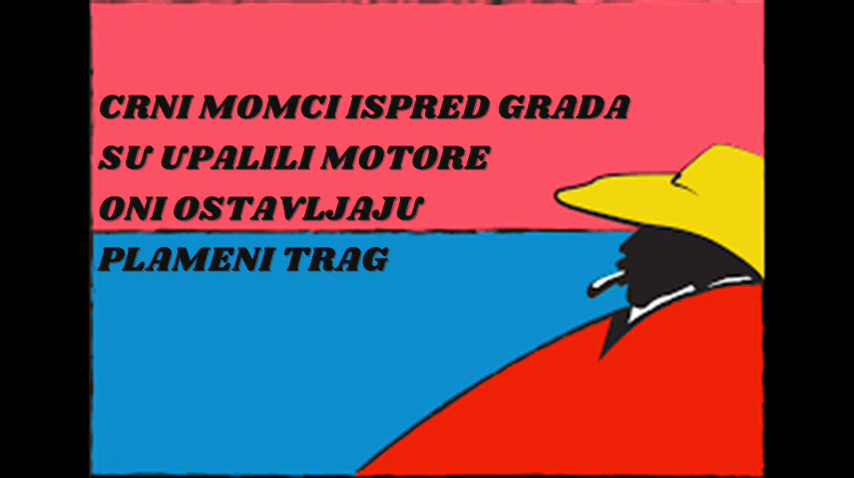 CRNI MOMCI ISPRED GRADA
SU UPALILI MOTORE
ONI OSTAVLJAJU
PLAMENI TRAG